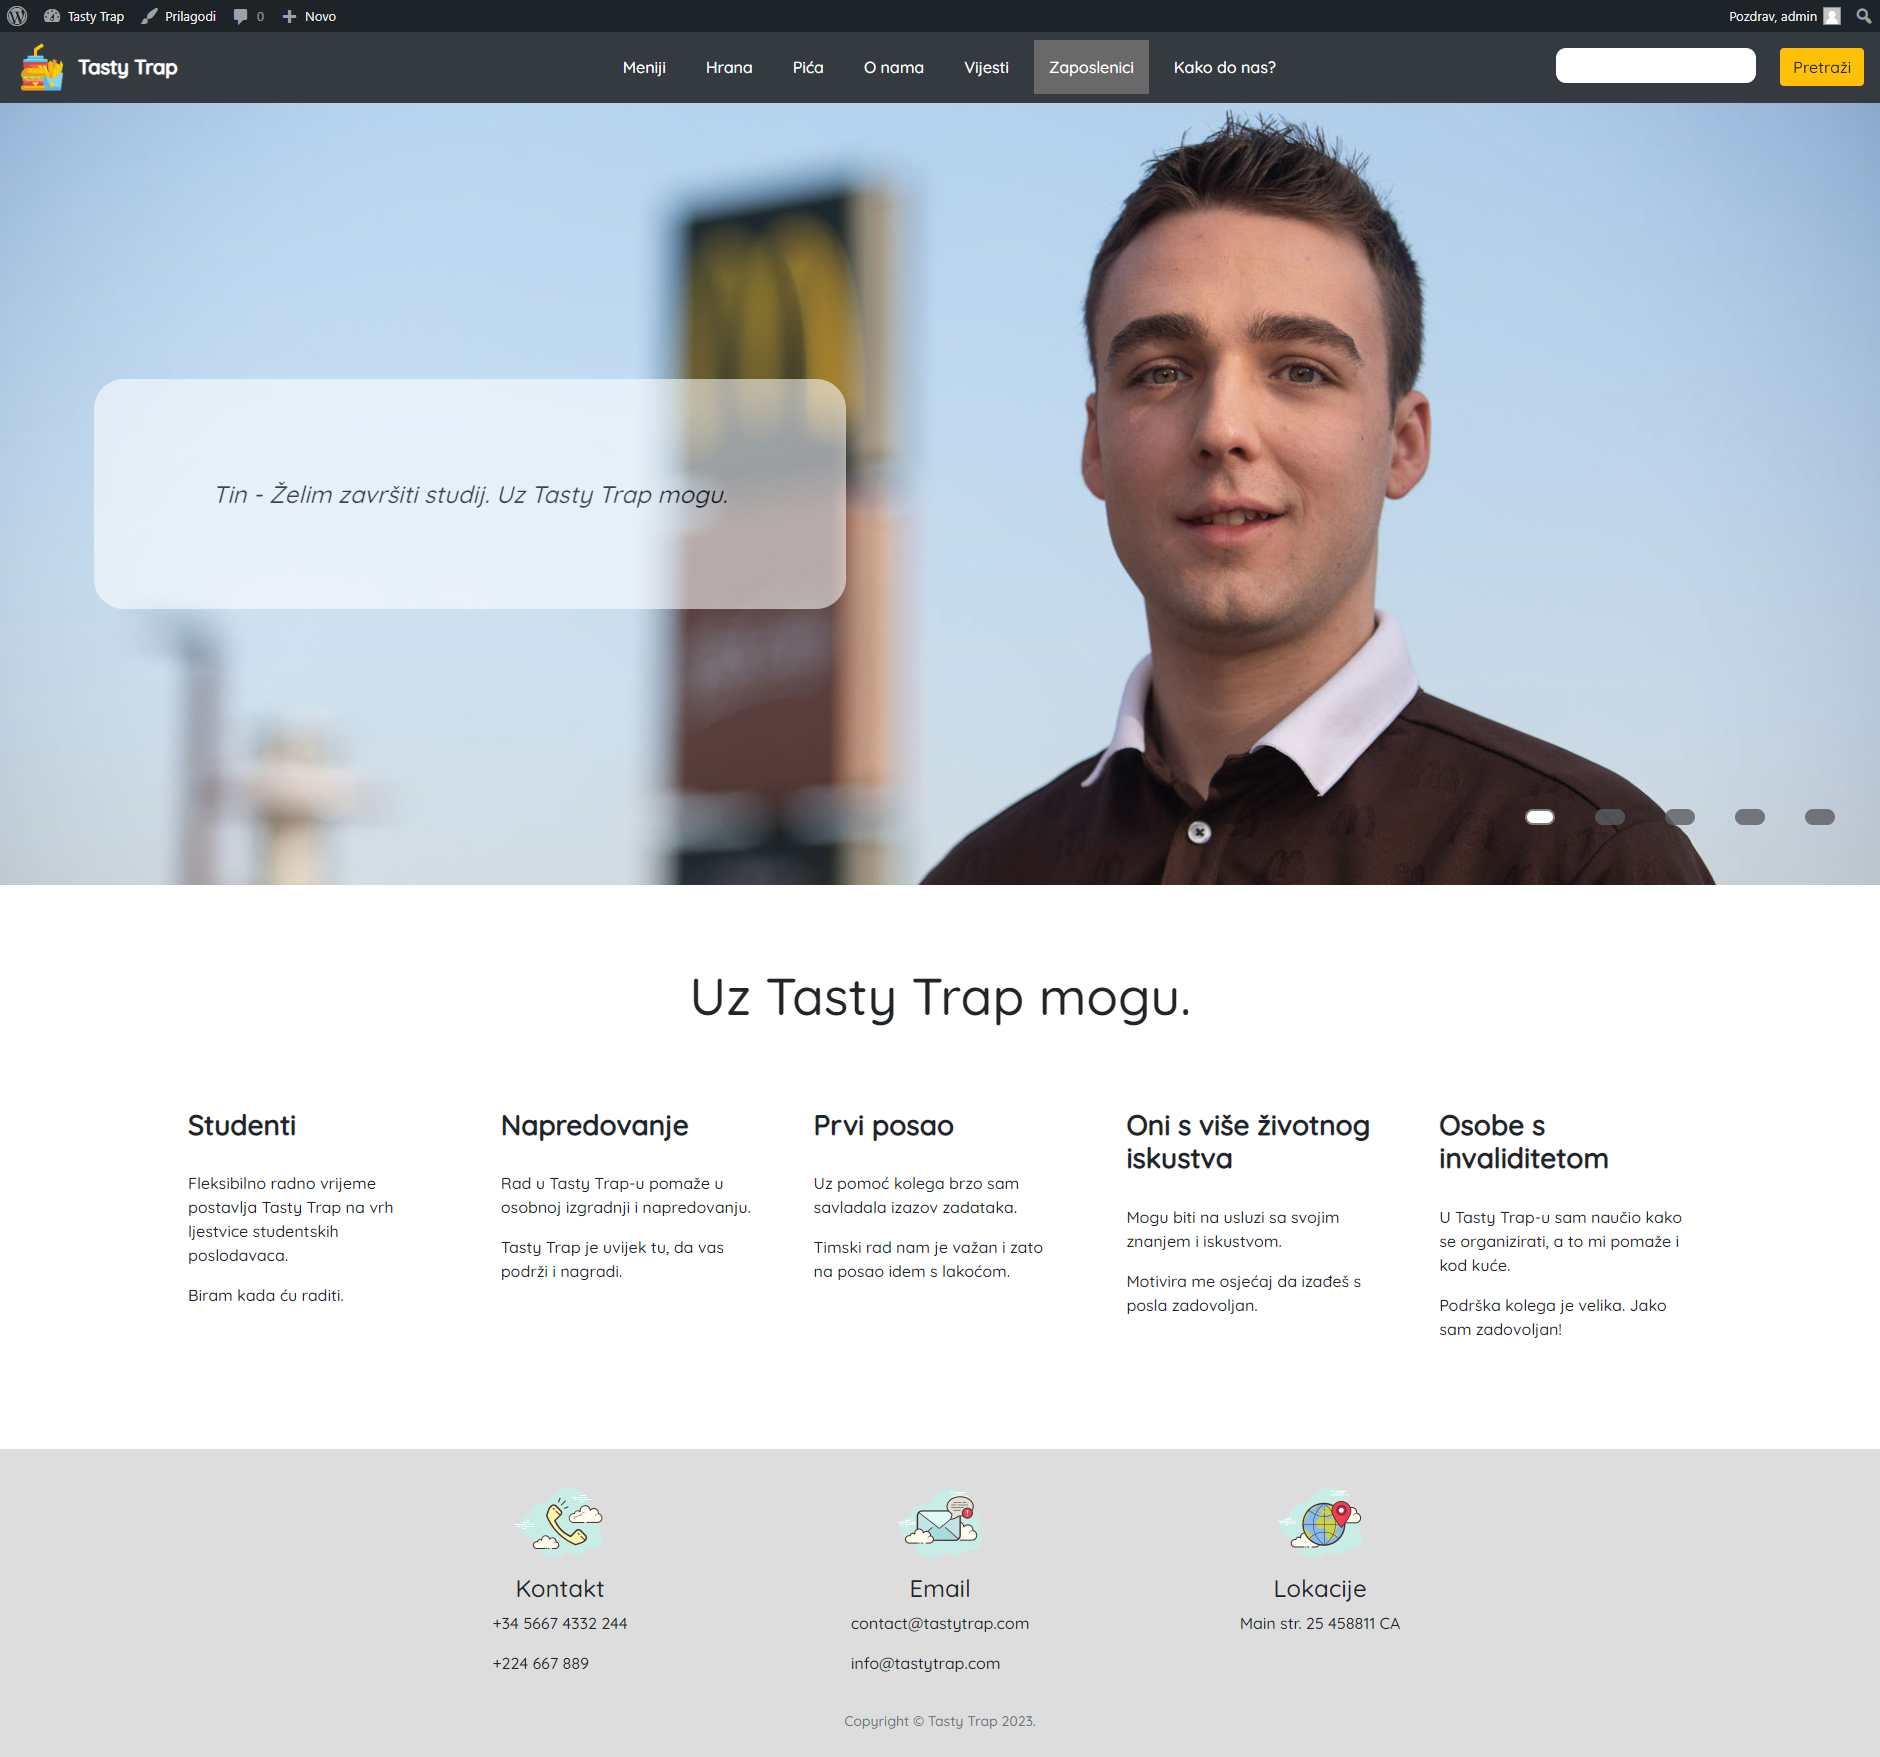 Tasty Trap
Prilagodi
0
Novo
Pozdrav, admin
Tasty Trap
Meniji
Hrana
Pića
O nama
Vijesti
Zaposlenici
Kako do nas?
Pretraži
Tin - Želim završiti studij. Uz Tasty Trap mogu.
Uz Tasty Trap mogu.
Studenti
Fleksibilno radno vrijeme
postavlja Tasty Trap na vrh
ljestvice studentskih
poslodavaca.
Biram kada ću raditi.
Napredovanje
Rad u Tasty Trap-u pomaže u
osobnoj izgradnji i napredovanju.
Tasty Trap je uvijek tu, da vas
podrži i nagradi.
Prvi posao
Uz pomoć kolega brzo sam
savladala izazov zadataka.
Timski rad nam je važan i zato
na posao idem s lakoćom.
Oni s više životnog
iskustva
Mogu biti na usluzi sa svojim
znanjem i iskustvom.
Motivira me osjećaj da izađeš s
posla zadovoljan.
Osobe s
invaliditetom
U Tasty Trap-u sam naučio kako
se organizirati, a to mi pomaže i
kod kuće.
Podrška kolega je velika. Jako
sam zadovoljan!
Kontakt
+34 5667 4332 244
+224 667 889
Email
contact@tastytrap.com
info@tastytrap.com
Lokacije
Main str. 25 458811 CA
Copyright © Tasty Trap 2023.